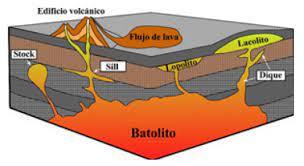 Edificio volcánico
Flujo de lava
Lacolito
Stock
Sill
Lopolito
Dique
Batolito